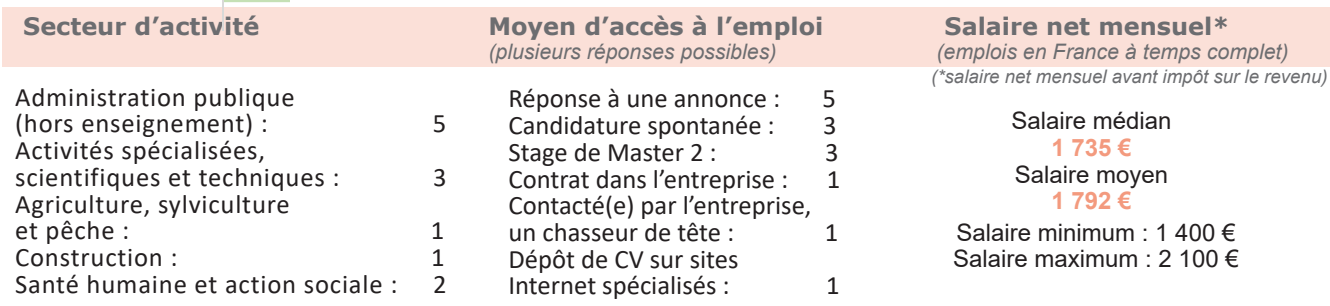 Secteur d'activité
Administration publique
(hors enseignement) : 5
Activités spécialisées,
scientifiques et techniques : 3
Agriculture, sylviculture
et pêche : 1
Construction : 1
Santé humaine et action sociale : 2
Moyen d'accès à l'emploi
(plusieurs réponses possibles)
Réponse à une annonce : 5
Candidature spontanée : 3
Stage de Master 2 : 3
Contrat dans l'entreprise : 1
Contacté(e) par l'entreprise,
un chasseur de tête : 1
Dépôt de CV sur sites
Internet spécialisés : 1
Salaire net mensuel*
(emplois en France à temps complet)
(*salaire net mensuel avant impôt sur le revenu)
Salaire médian
1 735 €
Salaire moyen
1 792 €
Salaire minimum : 1 400 €
Salaire maximum : 2 100 €